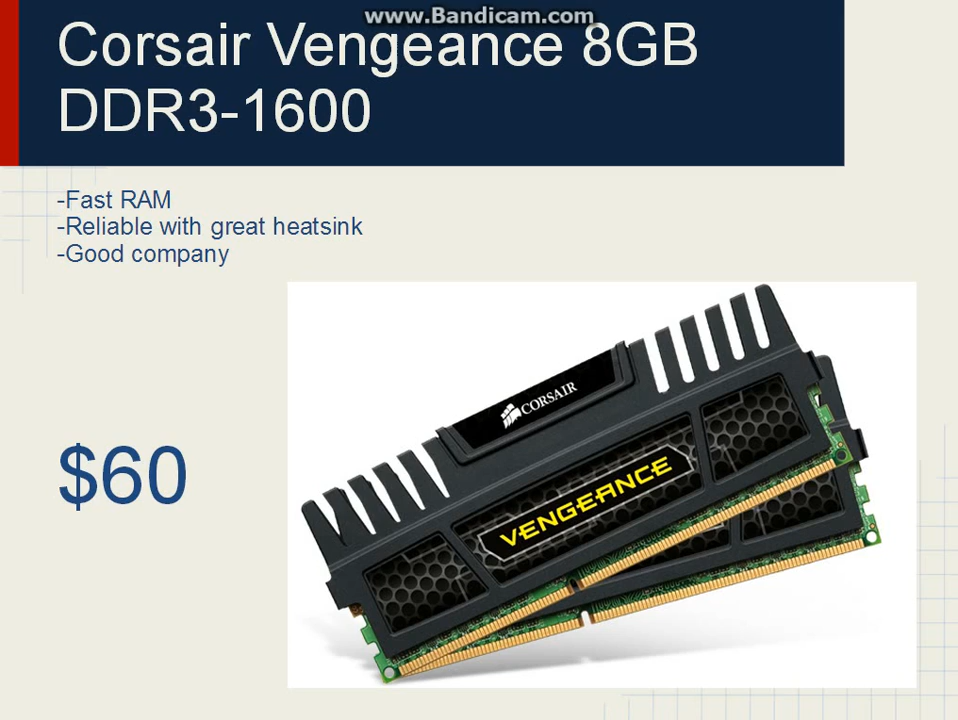 www.Bandicam.com
Corsair Vengeance 8GB
DDR3-1600
-Fast RAM
-Reliable with great heatsink
-Good company
CORSAIR
VENGEANCE
$60